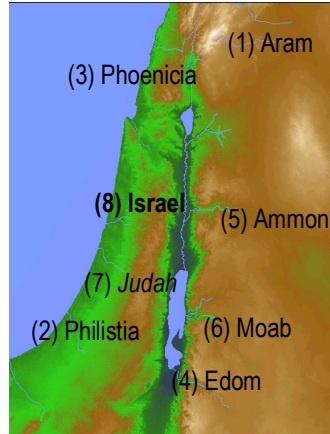 (1) Aram
(3) Phoenicia
(8) Israel
(5) Ammon
(7) Judah
(2) Philistia
(6) Moab
(4) Edom